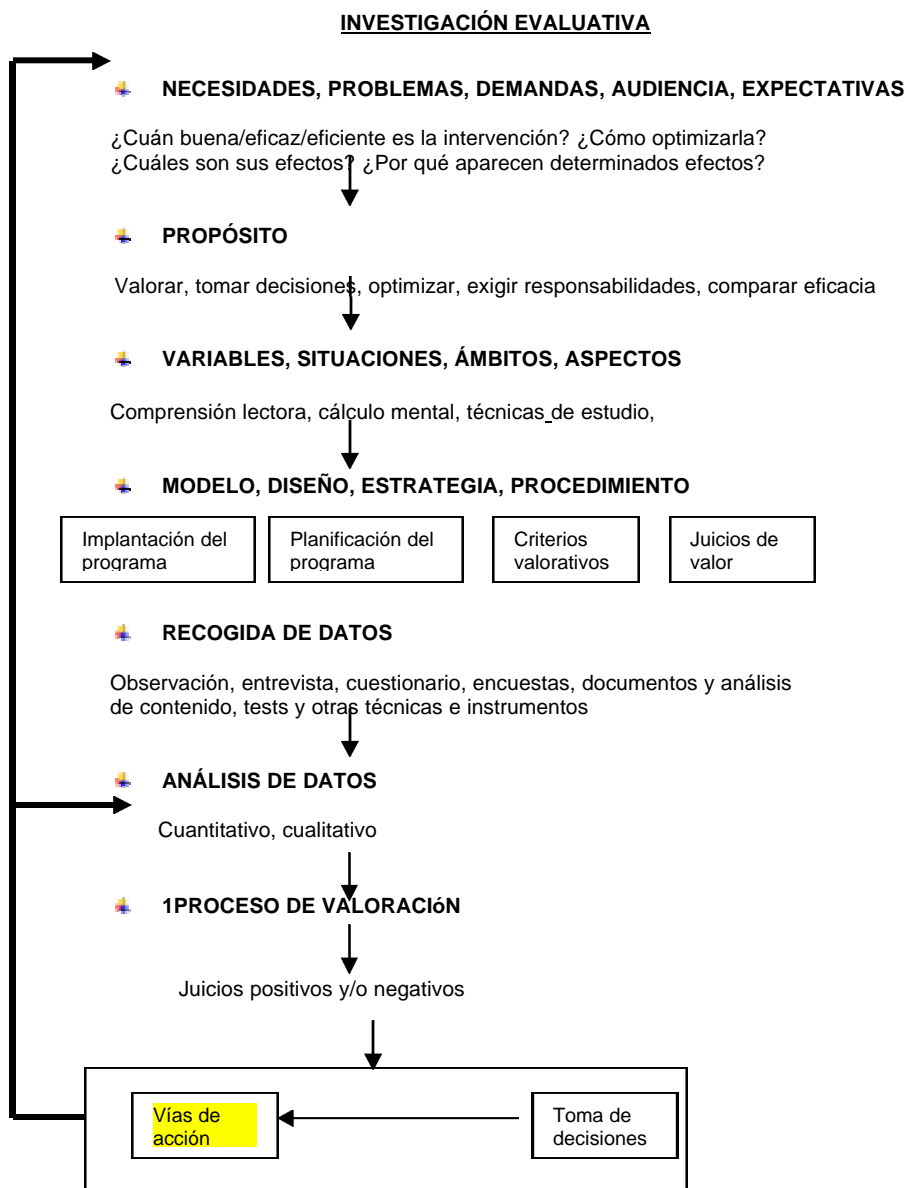 INVESTIGACIÓN EVALUATIVA
NECESIDADES, PROBLEMAS, DEMANDAS, AUDIENCIA, EXPECTATIVAS
¿Cuán buena/eficaz/eficiente es la intervención? ¿Cómo optimizarla?
¿Cuáles son sus efectos? ¿Por qué aparecen determinados efectos?
PROPÓSITO
Valorar, tomar decisiones, optimizar, exigir responsabilidades, comparar eficacia
VARIABLES, SITUACIONES, ÁMBITOS, ASPECTOS
Comprensión lectora, cálculo mental, técnicas de estudio,
MODELO, DISEÑO, ESTRATEGIA, PROCEDIMIENTO
Implantación del
programa
Planificación del
programa
Criterios
valorativos
Juicios de
valor
RECOGIDA DE DATOS
Observación, entrevista, cuestionario, encuestas, documentos y análisis
de contenido, tests y otras técnicas e instrumentos
ANÁLISIS DE DATOS
Cuantitativo, cualitativo
1PROCESO DE VALORACIóN
Juicios positivos y/o negativos
Vías de
acción
Toma de
decisiones